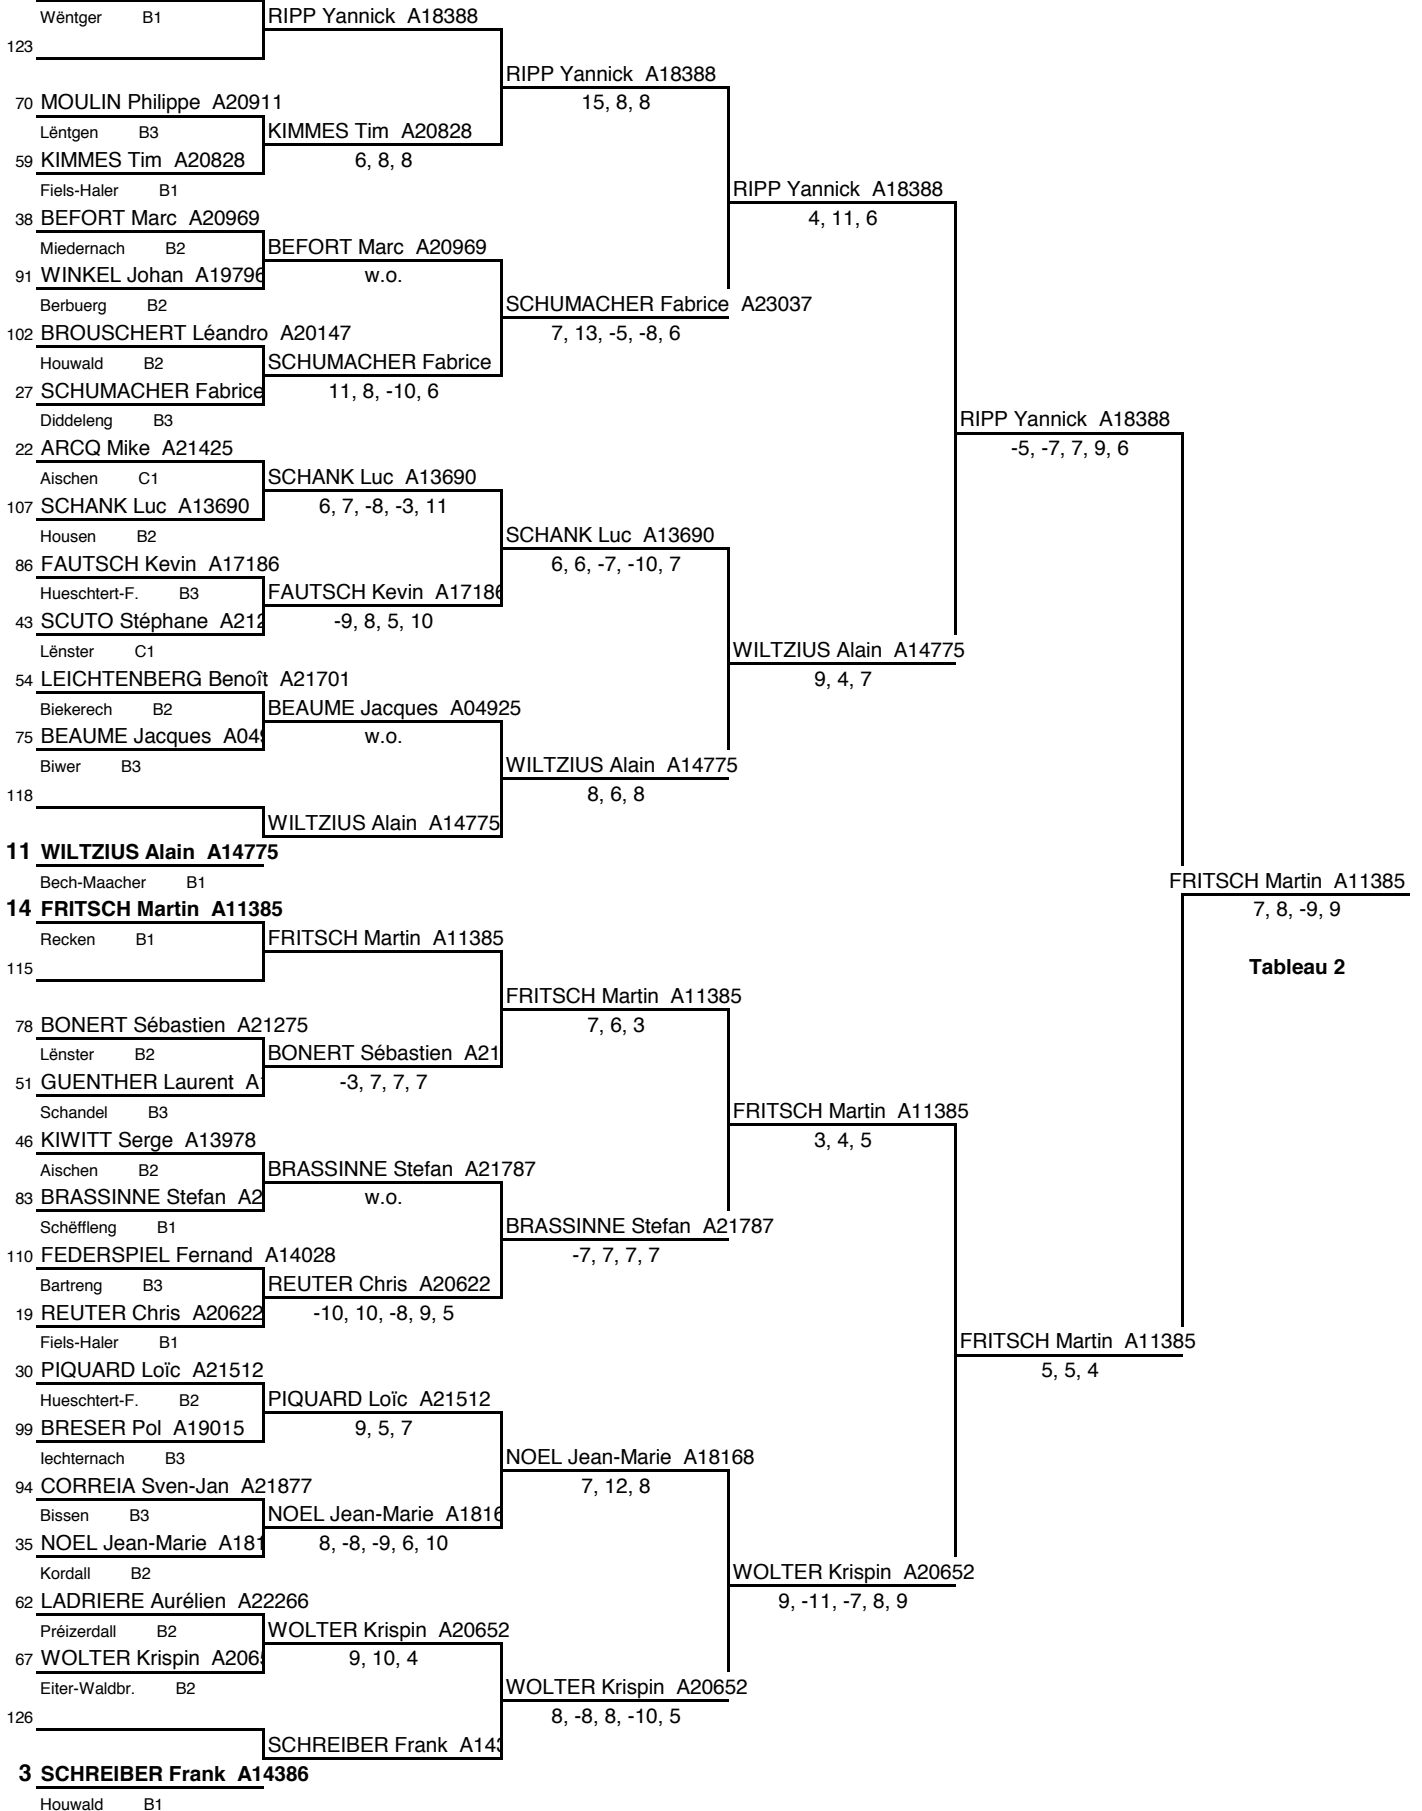 Wëntger B1 RIPP Yannick A18388
123
RIPP Yannick A18388
70 MOULIN Philippe A20911 15, 8, 8
Lëntgen B3 KIMMES Tim A20828
59 KIMMES Tim A20828 6, 8, 8
Fiels-Haler B1 RIPP Yannick A18388
38 BEFORT Marc A20969 4, 11, 6
Miedernach B2 BEFORT Marc A20969
91 WINKEL Johan A19796 w.o.
Berbuerg B2 SCHUMACHER Fabrice A23037
102 BROUSCHERT Léandro A20147 7, 13, -5, -8, 6
Houwald B2 SCHUMACHER Fabrice
27 SCHUMACHER Fabrice 11, 8, -10, 6
Diddeleng B3 RIPP Yannick A18388
22 ARCQ Mike A21425 -5, -7, 7, 9, 6
Aischen C1 SCHANK Luc A13690
107 SCHANK Luc A13690 6, 7, -8, -3, 11
Housen B2 SCHANK Luc A13690
86 FAUTSCH Kevin A17186 6, 6, -7, -10, 7
Hueschtert-F. B3 FAUTSCH Kevin A17186
43 SCUTO Stéphane A212 -9, 8, 5, 10
Lënster C1 WILTZIUS Alain A14775
54 LEICHTENBERG Benoît A21701 9, 4, 7
Biekerech B2 BEAUME Jacques A04925
75 BEAUME Jacques A049 w.o.
Biwer B3 WILTZIUS Alain A14775
118 8, 6, 8
WILTZIUS Alain A14775
11 WILTZIUS Alain A14775
Bech-Maacher B1 FRITSCH Martin A11385
14 FRITSCH Martin A11385 7, 8, -9, 9
Recken B1 FRITSCH Martin A11385
115 Tableau 2
FRITSCH Martin A11385
78 BONERT Sébastien A21275 7, 6, 3
Lënster B2 BONERT Sébastien A21
51 GUENTHER Laurent A1 -3, 7, 7, 7
Schandel B3 FRITSCH Martin A11385
46 KIWITT Serge A13978 3, 4, 5
Aischen B2 BRASSINNE Stefan A21787
83 BRASSINNE Stefan A2 w.o.
Schëffleng B1 BRASSINNE Stefan A21787
110 FEDERSPIEL Fernand A14028 -7, 7, 7, 7
Bartreng B3 REUTER Chris A20622
19 REUTER Chris A20622 -10, 10, -8, 9, 5
Fiels-Haler B1 FRITSCH Martin A11385
30 PIQUARD Loïc A21512 5, 5, 4
Hueschtert-F. B2 PIQUARD Loïc A21512
99 BRESER Pol A19015 9, 5, 7
Iechternach B3 NOEL Jean-Marie A18168
94 CORREIA Sven-Jan A21877 7, 12, 8
Bissen B3 NOEL Jean-Marie A1816
35 NOEL Jean-Marie A181 8, -8, -9, 6, 10
Kordall B2 WOLTER Krispin A20652
62 LADRIERE Aurélien A22266 9, -11, -7, 8, 9
Préizerdall B2 WOLTER Krispin A20652
67 WOLTER Krispin A2065 9, 10, 4
Eiter-Waldbr. B2 WOLTER Krispin A20652
126 8, -8, 8, -10, 5
SCHREIBER Frank A143
3 SCHREIBER Frank A14386
Houwald B1